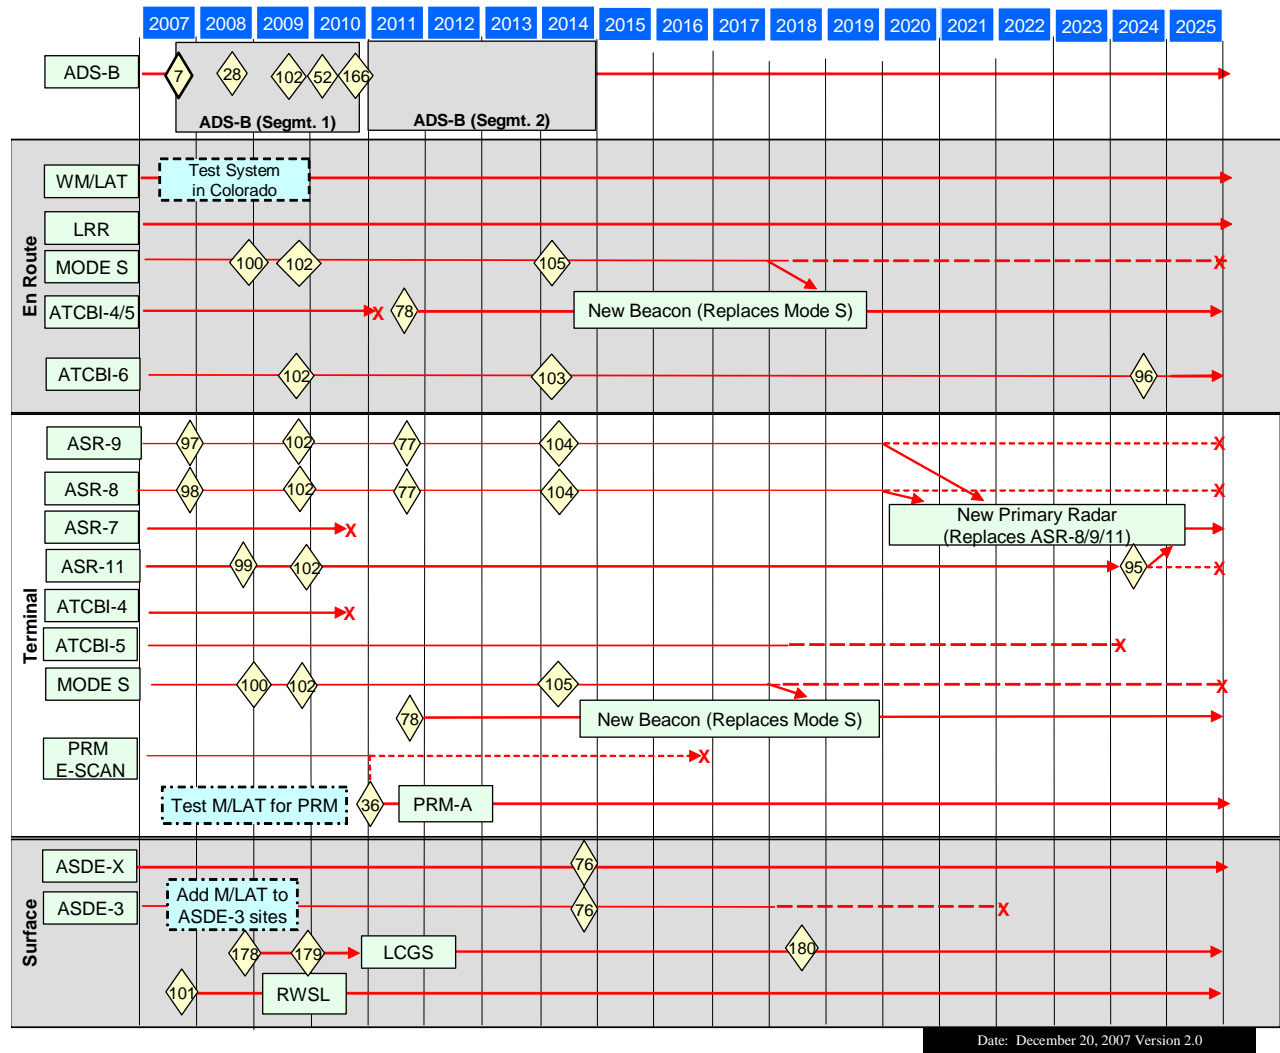 2007 2008 2009 2010 2011 2012 2013 2014 2015 2016 2017 2018 2019 2020 2021 2022 2023 2024 2025
ADS-B 7 28 102 52 166
ADS-B (Segmt. 1) ADS-B (Segmt. 2)
En Route
WM/LAT Test System
in Colorado
LRR
MODE S 100 102 105 X
ATCBI-4/5 X 78 New Beacon (Replaces Mode S)
ATCBI-6 102 103 96
Terminal
ASR-9 97 102 77 104 X
ASR-8 98 102 77 104 X
ASR-7 X New Primary Radar
(Replaces ASR-8/9/11)
ASR-11 99 102 95 X
ATCBI-4 X
ATCBI-5 X
MODE S 100 102 105 X
78 New Beacon (Replaces Mode S)
PRM
E-SCAN X
Test M/LAT for PRM 36 PRM-A
Surface
ASDE-X 76
ASDE-3 Add M/LAT to
ASDE-3 sites 76 X
178 179 LCGS 180
101 RWSL
Date: December 20, 2007 Version 2.0